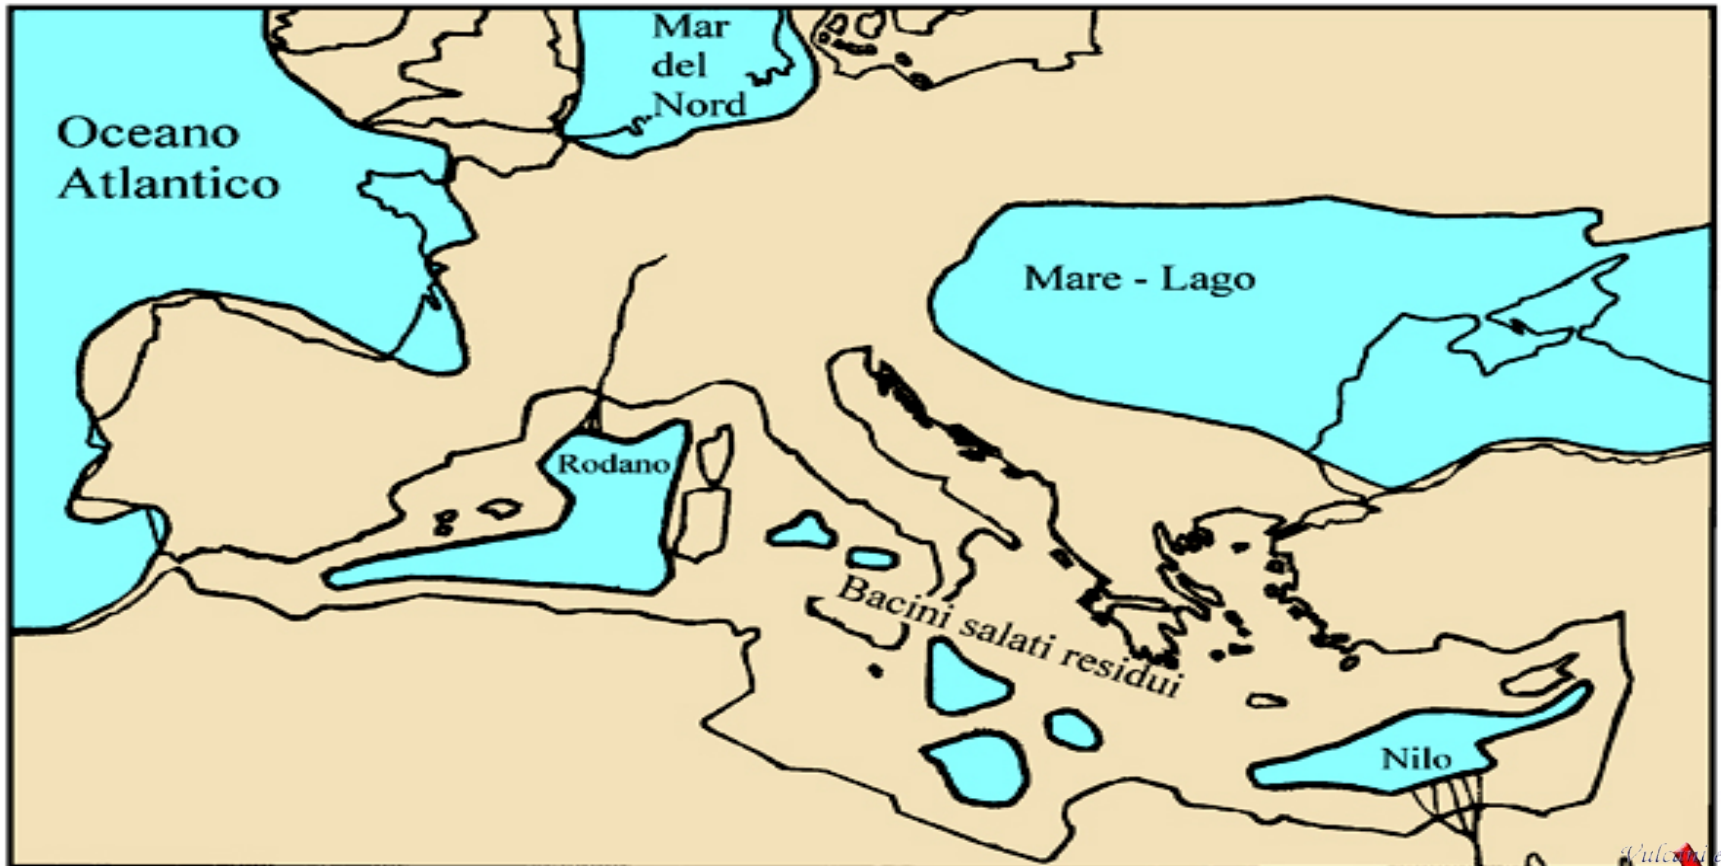 Mar
del
Nord
Oceano
Atlantico
Mare - Lago
Rodano
Bacini salati residui
Nilo